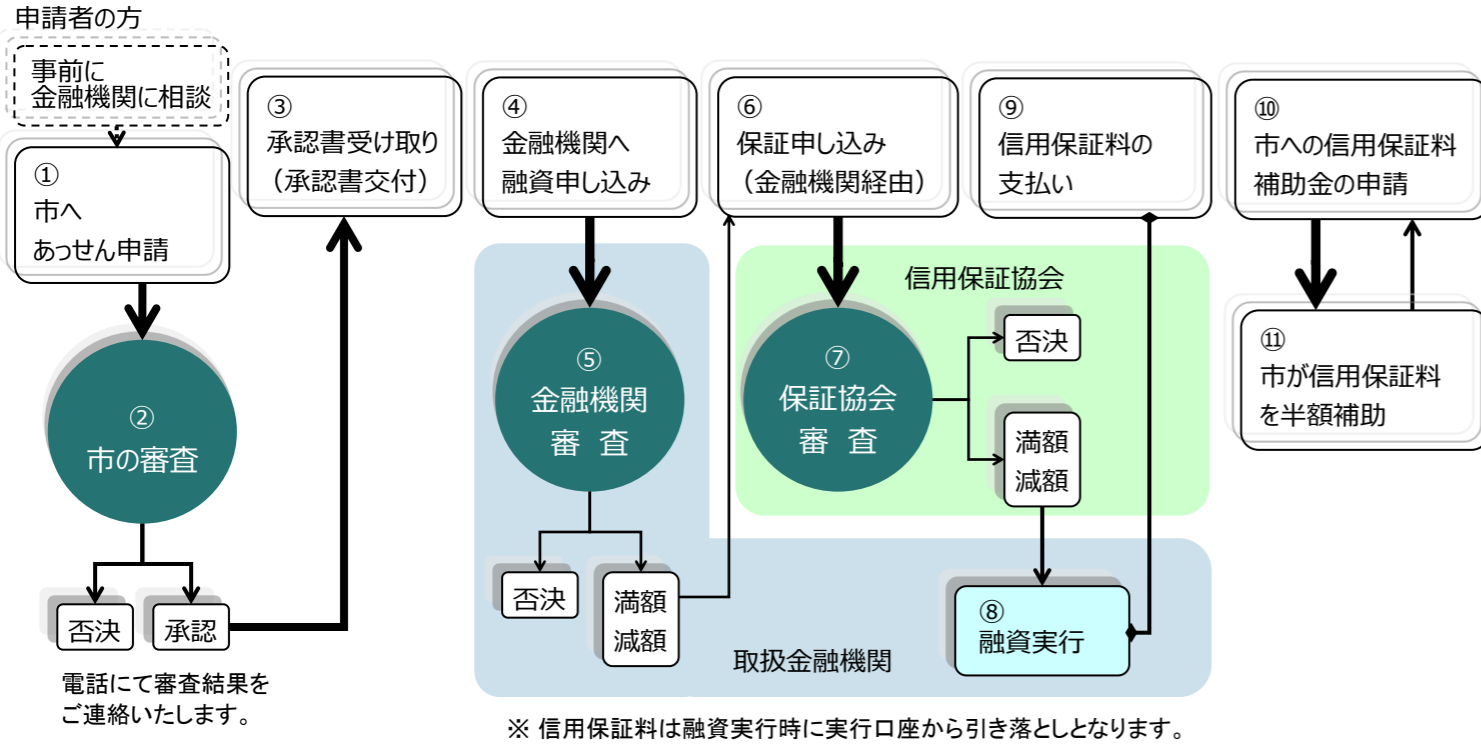 申請者の方
事前に
金融機関に相談
①
市へ
あっせん申請
②
市の審査
否決
承認
電話にて審査結果を
ご連絡いたします。
③
承認書受け取り
（承認書交付）
④
金融機関へ
融資申し込み
⑤
金融機関
審 査
否決
満額
減額
⑥
保証申し込み
（金融機関経由）
信用保証協会
⑦
保証協会
審 査
否決
満額
減額
取扱金融機関
⑧
融資実行
⑨
信用保証料の
支払い
⑩
市への信用保証料
補助金の申請
⑪
市が信用保証料
を半額補助
※ 信用保証料は融資実行時に実行口座から引き落としとなります。